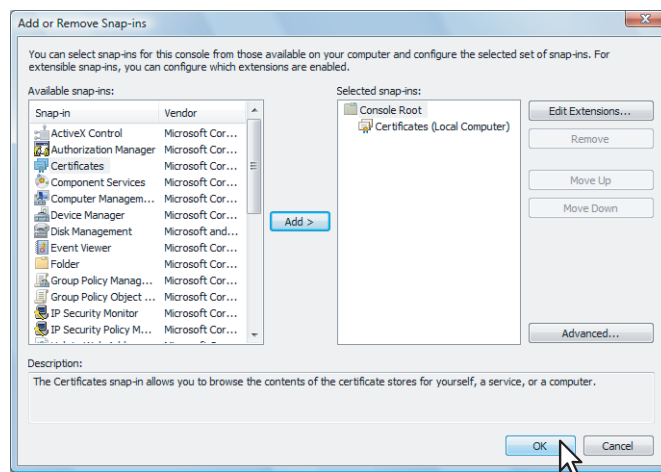 Add or Remove Snap-ins
You can select snap-ins for this console from those available on your computer and configure the selected set of snap-ins. For
extensible snap-ins, you can configure which extensions are enabled.
Available snap-ins:
Snap-in Vendor
ActiveX Control Microsoft Cor...
Authorization Manager Microsoft Cor...
Certificates Microsoft Cor...
Component Services Microsoft Cor...
Computer Managem... Microsoft Cor...
Device Manager Microsoft Cor...
Disk Management Microsoft and...
Event Viewer Microsoft Cor...
Folder Microsoft Cor...
Group Policy Manag... Microsoft Cor...
Group Policy Object ... Microsoft Cor...
IP Security Monitor Microsoft Cor...
IP Security Policy M... Microsoft Cor...
Add >
Selected snap-ins:
Console Root
Certificates (Local Computer)
Edit Extensions...
Remove
Move Up
Move Down
Advanced...
Description:
The Certificates snap-in allows you to browse the contents of the certificate stores for yourself, a service, or a computer.
OK
Cancel